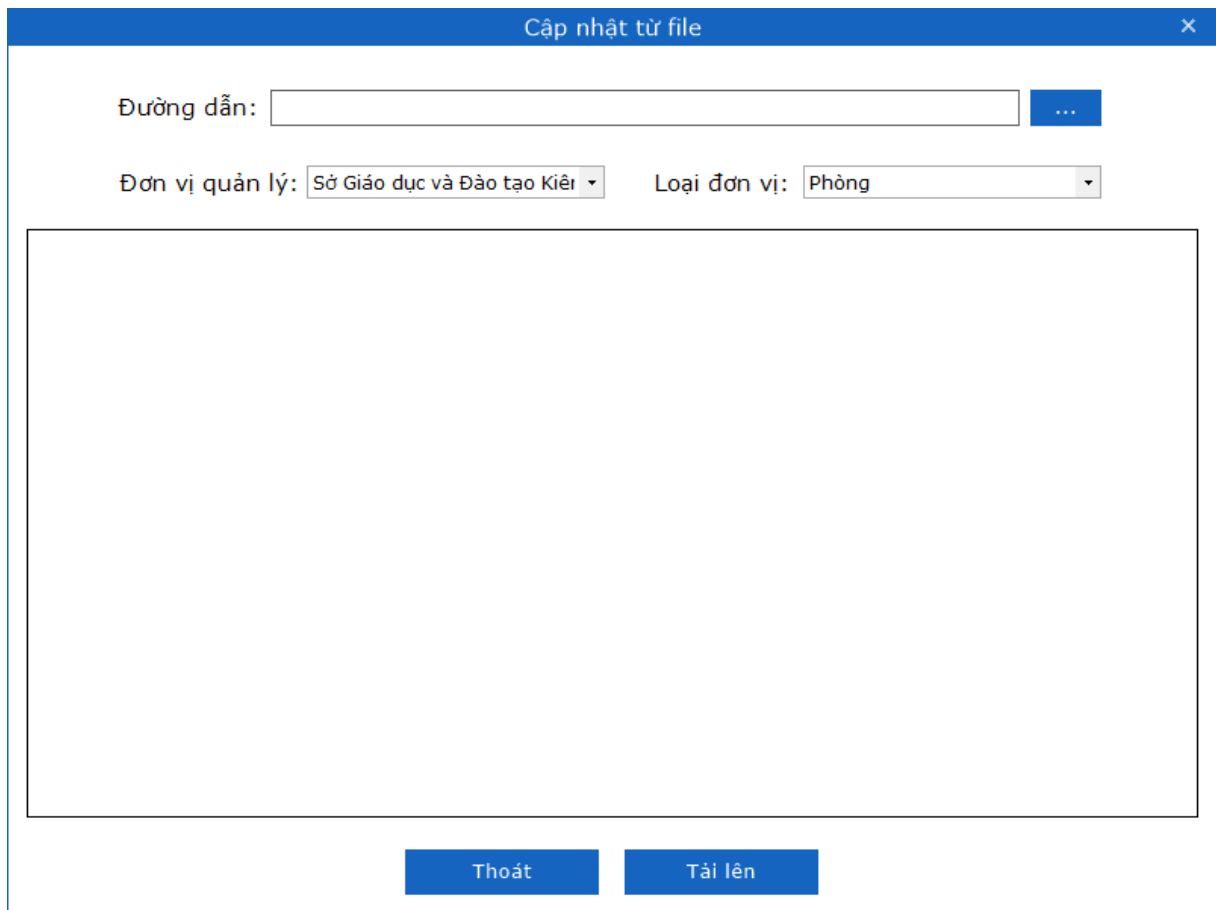 Cập nhật từ file
Đường dẫn: ...
Đơn vị quản lý: Sở Giáo dục và Đào tạo Loại đơn vị: Phòng
Thoát Tải lên